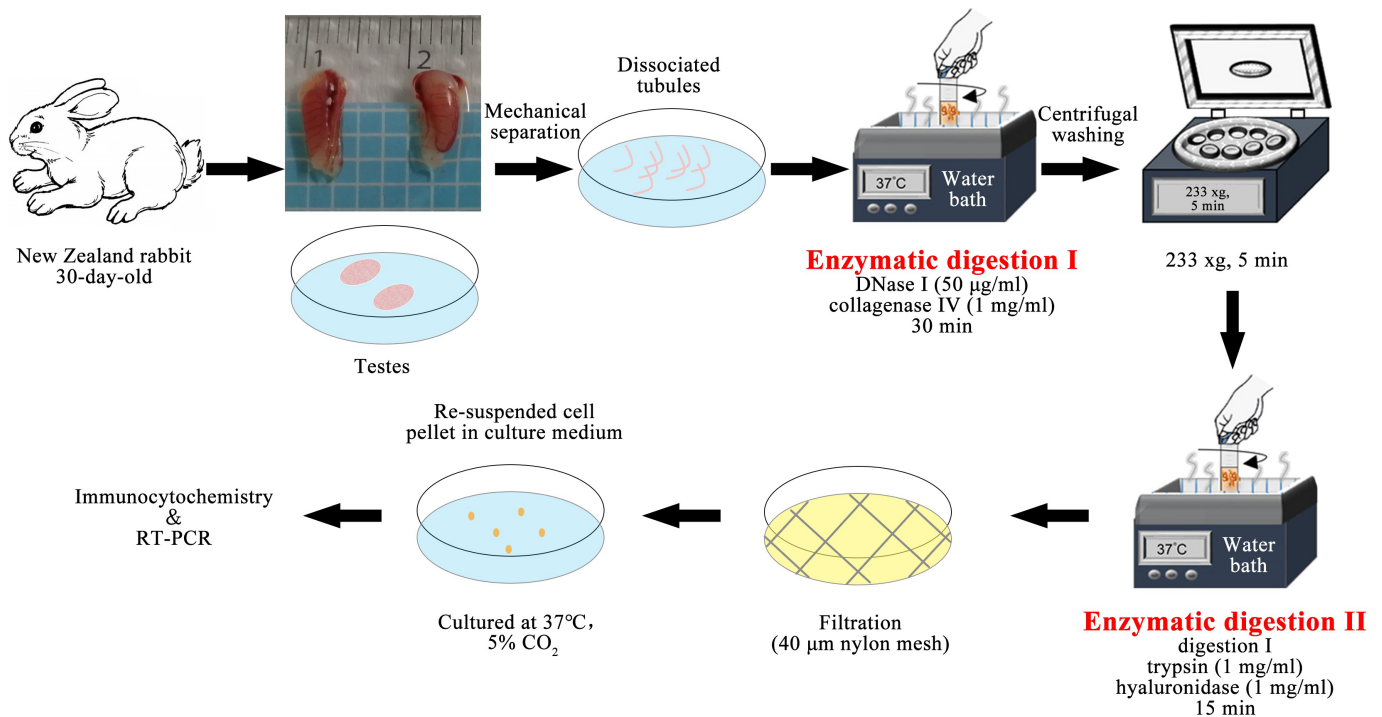 New Zealand rabbit
30-day-old
1 2
Testes
Mechanical
separation
Dissociated
tubules
37°C
Water
bath
Enzymatic digestion I
DNase I (50 µg/ml)
collagenase IV (1 mg/ml)
30 min
Centrifugal
washing
233 xg,
5 min
233 xg, 5 min
37°C
Water
bath
Enzymatic digestion II
digestion I
trypsin (1 mg/ml)
hyaluronidase (1 mg/ml)
15 min
Filtration
(40 µm nylon mesh)
Re-suspended cell
pellet in culture medium
Cultured at 37℃,
5% CO₂
Immunocytochemistry
&
RT-PCR